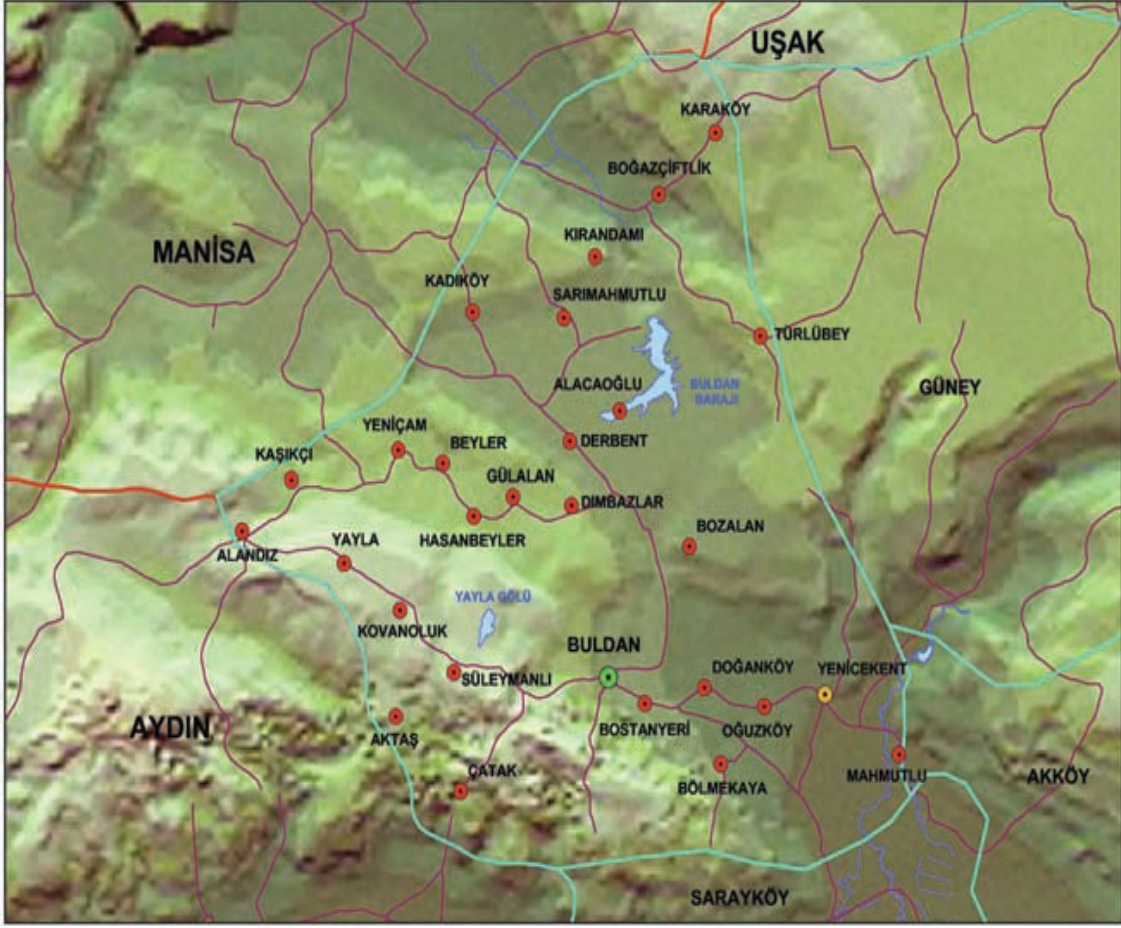 UŞAK
KARAKÖY
BOĞAZÇİFTLİK
KIRANDAMI
MANİSA
KADIKÖY
SARIMAHMUTLU
TÜRLÜBEY
ALACAOĞLU
BULDAN
BARAJI
GÜNEY
YENİÇAM
BEYLER
DERBENT
KAŞIKÇI
GÜLALAN
DIMBAZLAR
HASANBEYLER
BOZALAN
ALANDIZ
YAYLA
YAYLA GÖLÜ
KOVANOLUK
BULDAN
SÜLEYMANLI
DOĞANKÖY
YENİCEKENT
AYDIN
AKTAŞ
BOSTANYERİ
OĞUZKÖY
ÇATAK
BÖLMEKAYA
MAHMUTLU
AKKÖY
SARAYKÖY